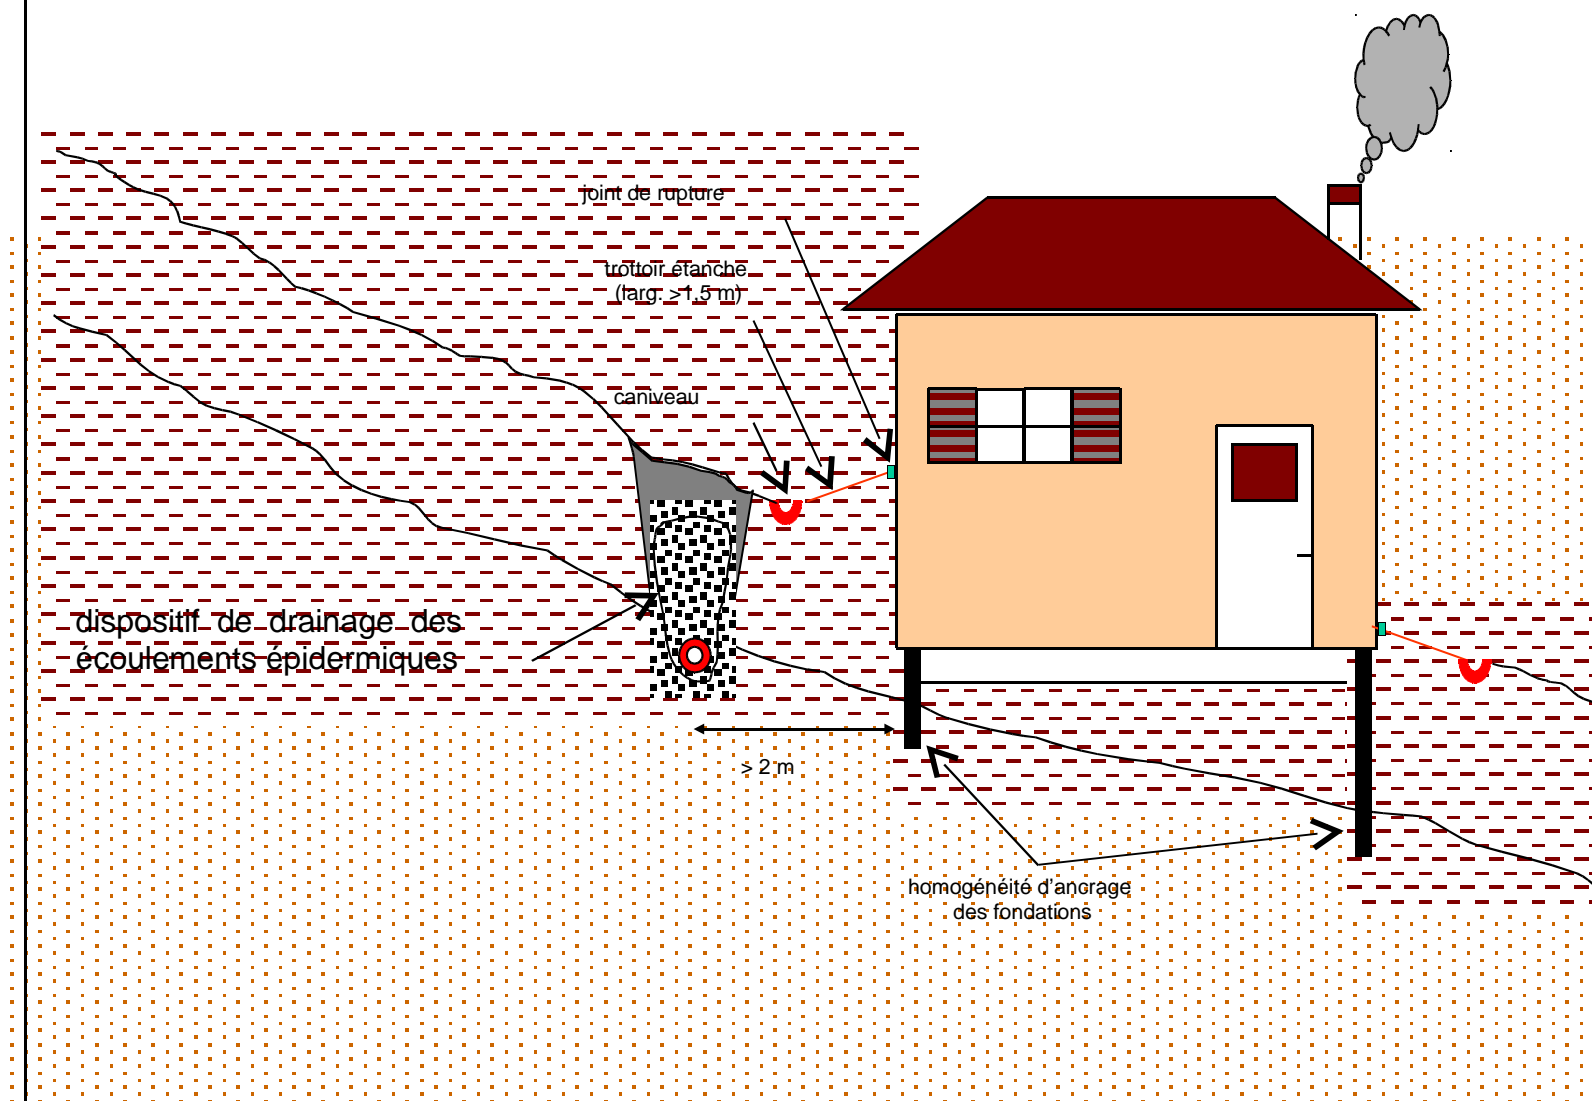 joint de rupture
trottoir étanche
(larg. >1,5 m)
caniveau
dispositif de drainage des
écoulements épidermiques
> 2 m
homogénéité d'ancrage
des fondations